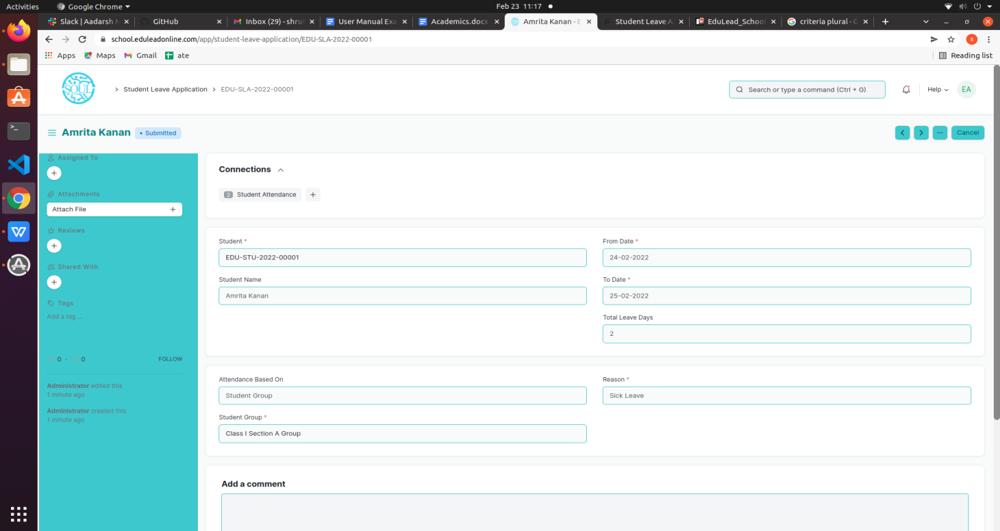 Activities Google Chrome Feb 23 11:17
Slack | Aadarsh GitHub Inbox (29) - shru User Manual Exa Academics.docx Amrita Kanan - E Student Leave A EduLead_School criteria plural - G
school.eduleadonline.com/app/student-leave-application/EDU-SLA-2022-00001 s
Apps Maps Gmail ate Reading list
SOUL Student Leave Application EDU-SLA-2022-00001 Search or type a command (Ctrl + G) Help EA
Amrita Kanan • Submitted ... Cancel
Assigned To
+
Attachments
Attach File +
Reviews
+
Shared With
+
Tags
Add a tag ...
0 · 0 FOLLOW
Administrator edited this
1 minute ago
Administrator created this
1 minute ago
Connections
2 Student Attendance +
Student *
EDU-STU-2022-00001
Student Name
Amrita Kanan
From Date *
24-02-2022
To Date *
25-02-2022
Total Leave Days
2
Attendance Based On
Student Group
Student Group *
Class I Section A Group
Reason *
Sick Leave
Add a comment